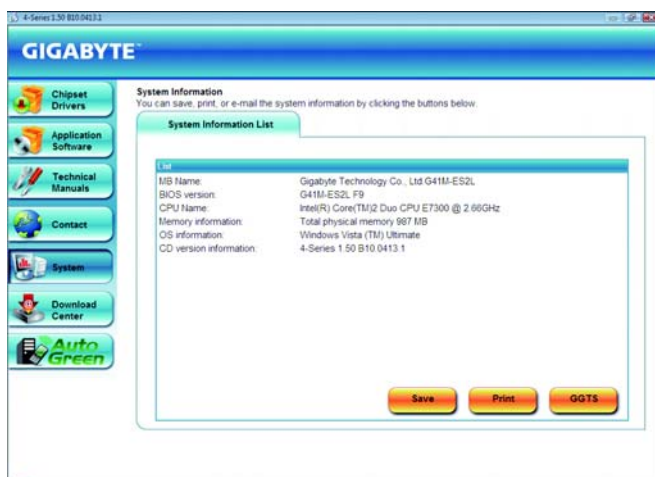 4-Series 1.50 B10.0413.1
GIGABYTE™
Chipset
Drivers
Application
Software
Technical
Manuals
Contact
System
Download
Center
Auto
Green
System Information
You can save, print, or e-mail the system information by clicking the buttons below.
System Information List
List
MB Name: Gigabyte Technology Co., Ltd.G41M-ES2L
BIOS version: G41M-ES2L F9
CPU Name: Intel(R) Core(TM)2 Duo CPU E7300 @ 2.66GHz
Memory information: Total physical memory 987 MB
OS information: Windows Vista (TM) Ultimate
CD version information: 4-Series 1.50 B10.0413.1
Save Print GGTS